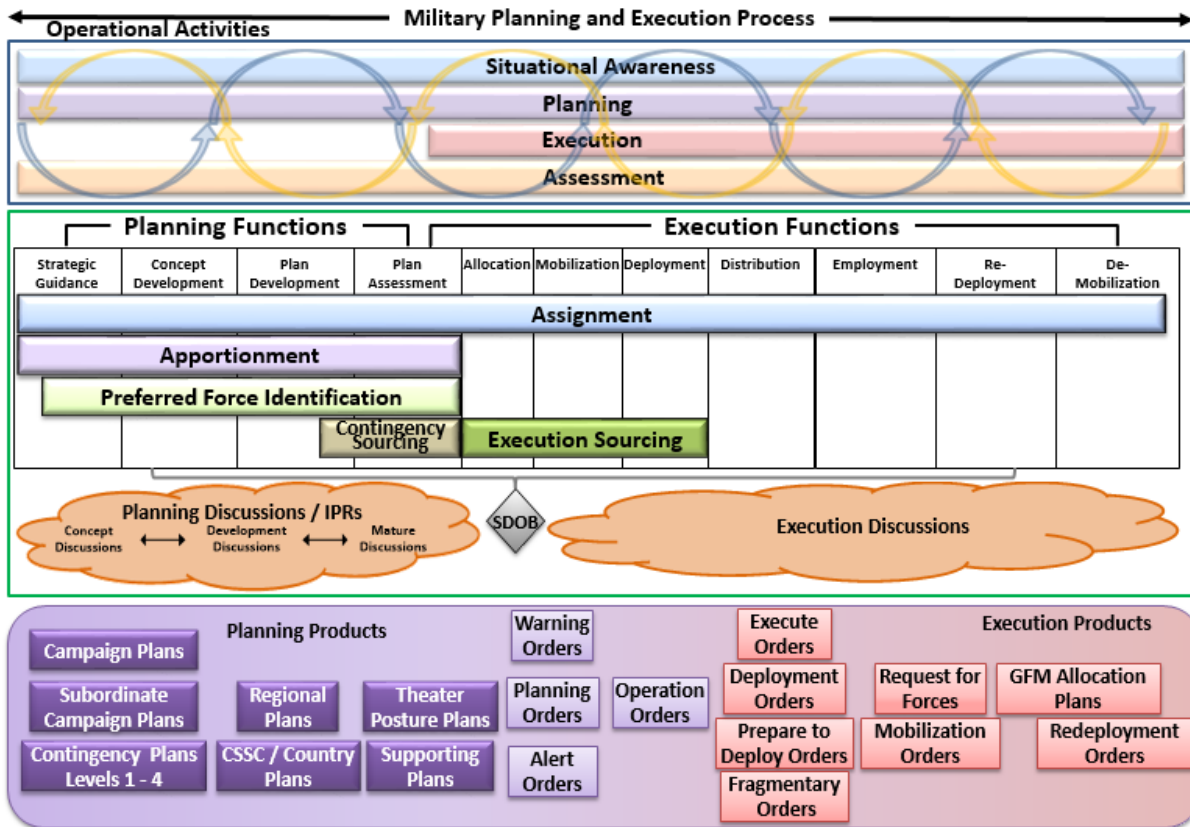 Military Planning and Execution Process
Operational Activities
Situational Awareness
Planning
Execution
Assessment
Planning Functions
Execution Functions
Strategic
Guidance
Concept
Development
Plan
Development
Plan
Assessment
Allocation
Mobilization
Deployment
Distribution
Employment
Re-
Deployment
De-
Mobilization
Assignment
Apportionment
Preferred Force Identification
Contingency
Sourcing
Execution Sourcing
Planning Discussions / IPRs
Concept
Discussions
Development
Discussions
Mature
Discussions
SDOB
Execution Discussions
Planning Products
Execution Products
Campaign Plans
Subordinate
Campaign Plans
Contingency Plans
Levels 1 - 4
Regional
Plans
CSSC / Country
Plans
Theater
Posture Plans
Supporting
Plans
Warning
Orders
Planning
Orders
Alert
Orders
Operation
Orders
Execute
Orders
Deployment
Orders
Prepare to
Deploy Orders
Fragmentary
Orders
Request for
Forces
Mobilization
Orders
GFM Allocation
Plans
Redeployment
Orders